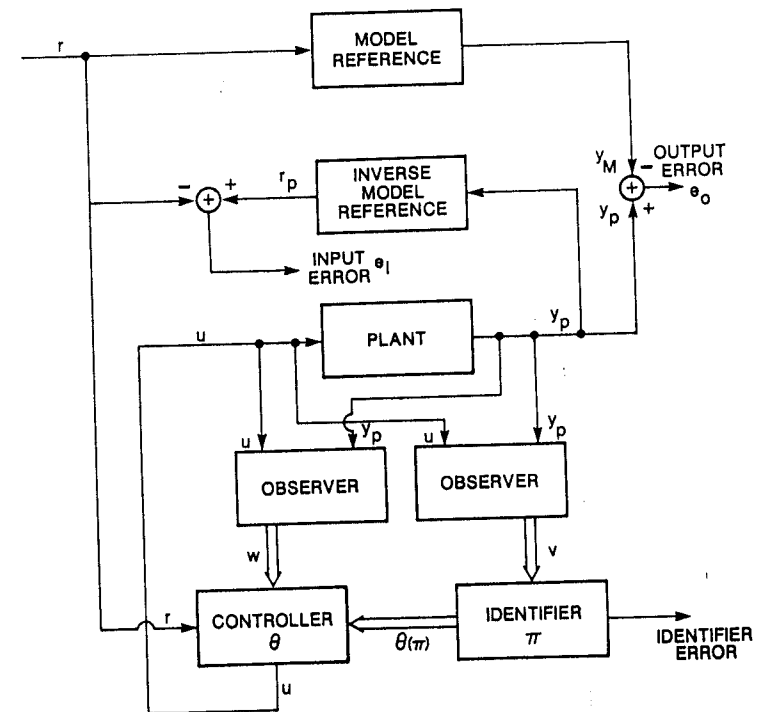 r
MODEL
REFERENCE
y_M
−
OUTPUT
ERROR
e_o
y_p
+
−
+
r_p
INVERSE
MODEL
REFERENCE
INPUT
ERROR e_I
u
PLANT
y_p
u
y_p
u
y_p
OBSERVER
OBSERVER
w
v
r
CONTROLLER
θ
θ(π)
IDENTIFIER
π
IDENTIFIER
ERROR
u